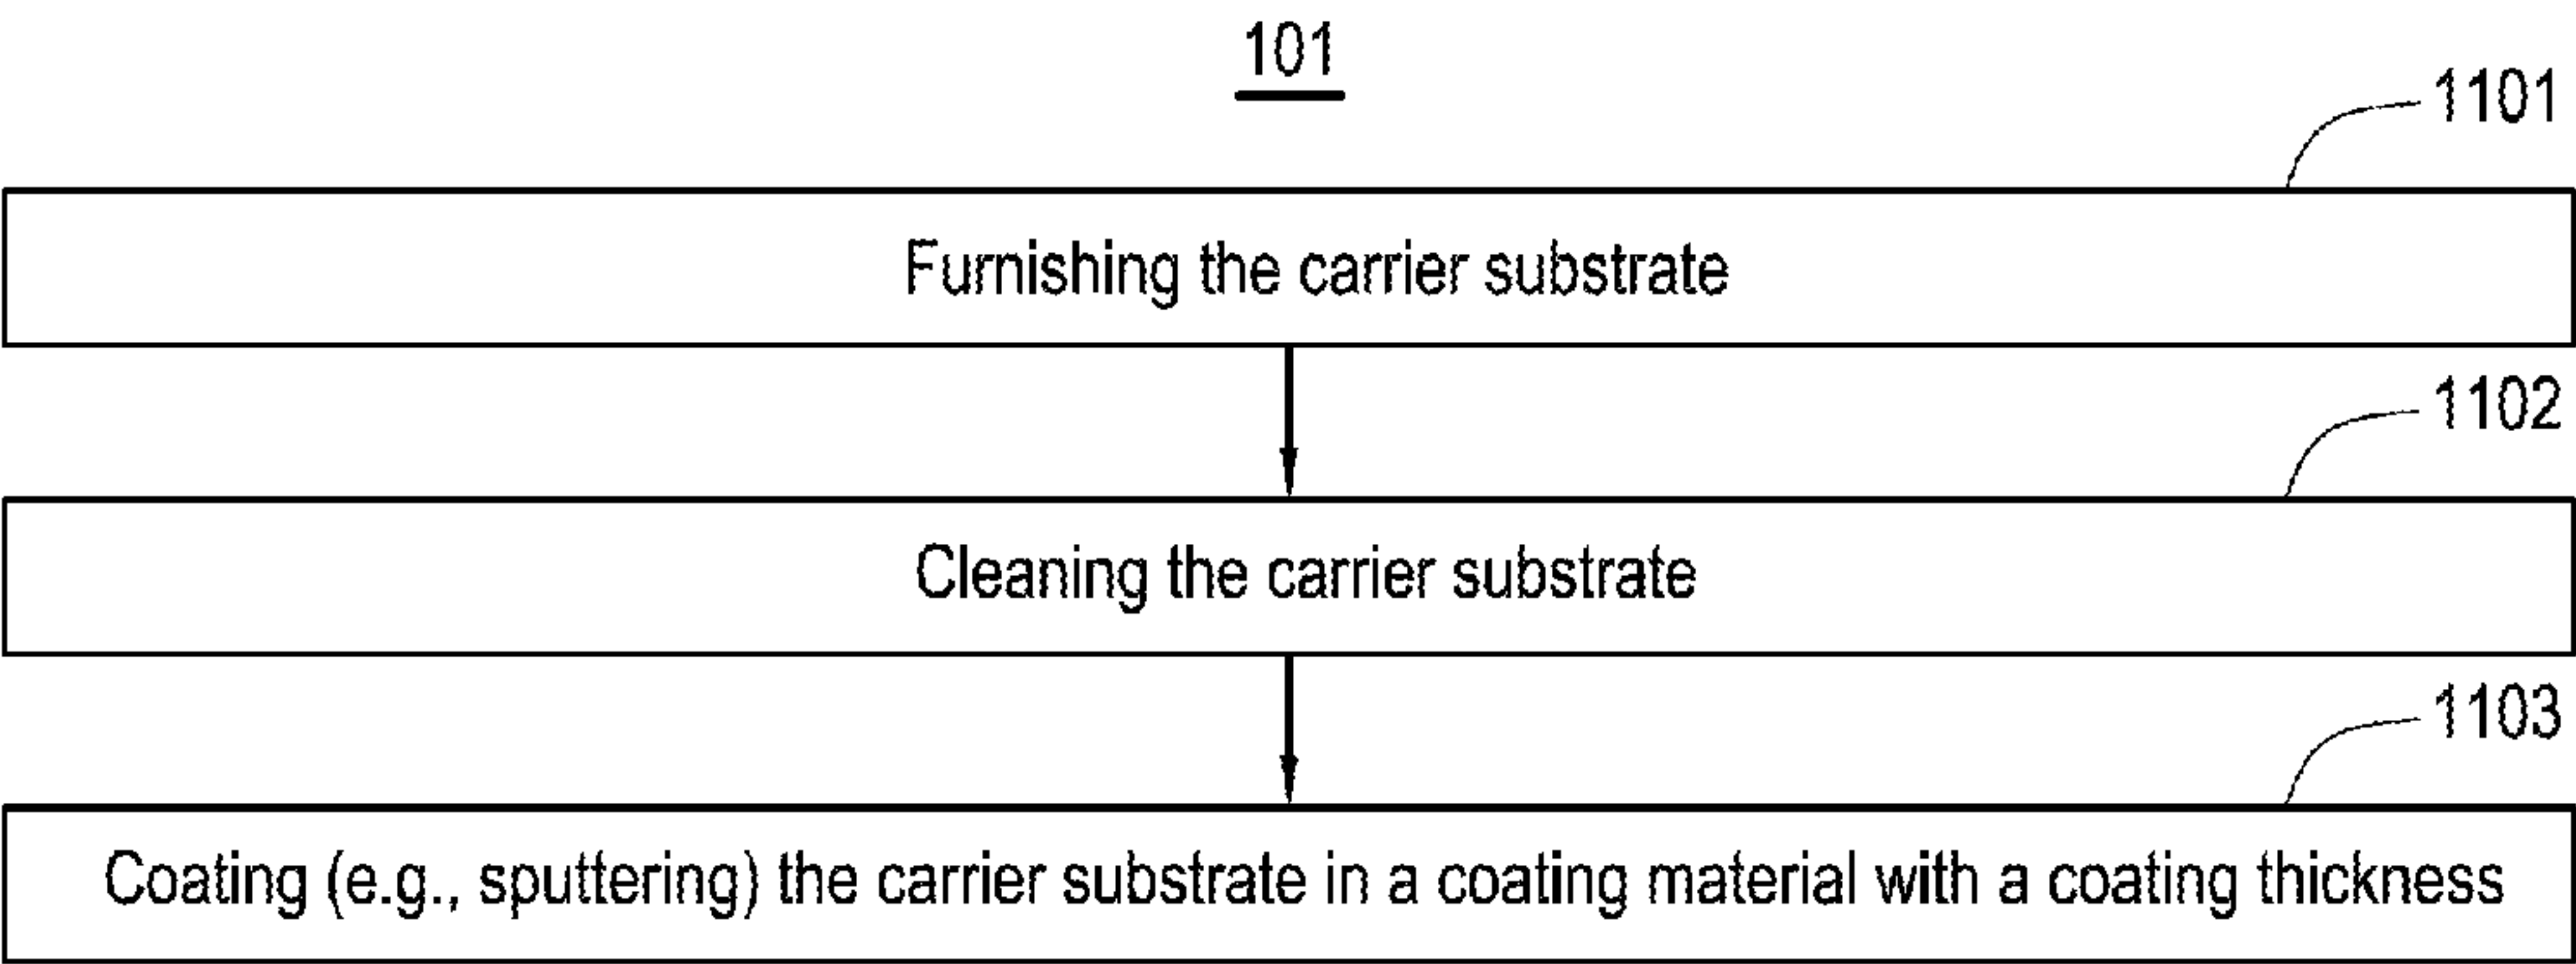 101
1101
Furnishing the carrier substrate
1102
Cleaning the carrier substrate
1103
Coating (e.g., sputtering) the carrier substrate in a coating material with a coating thickness